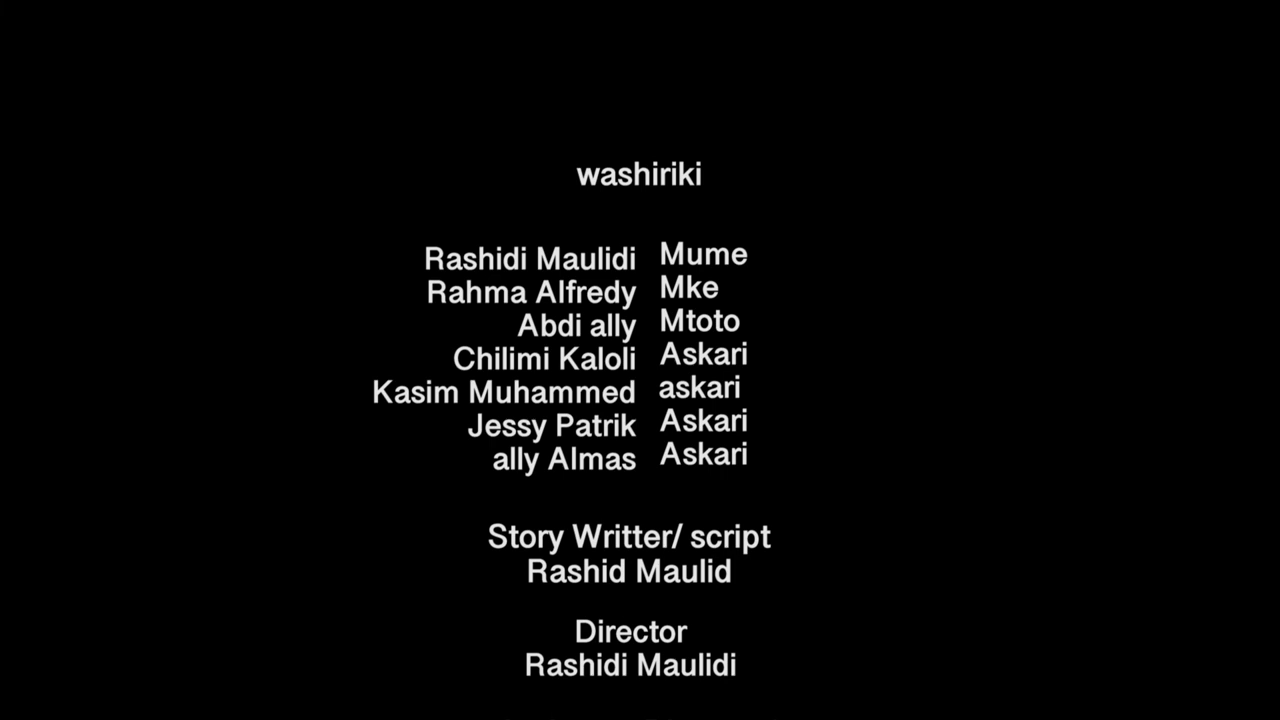 washiriki
Rashidi Maulidi Mume
Rahma Alfredy Mke
Abdi ally Mtoto
Chilimi Kaloli Askari
Kasim Muhammed askari
Jessy Patrik Askari
ally Almas Askari
Story Writter/ script
Rashid Maulid
Director
Rashidi Maulidi